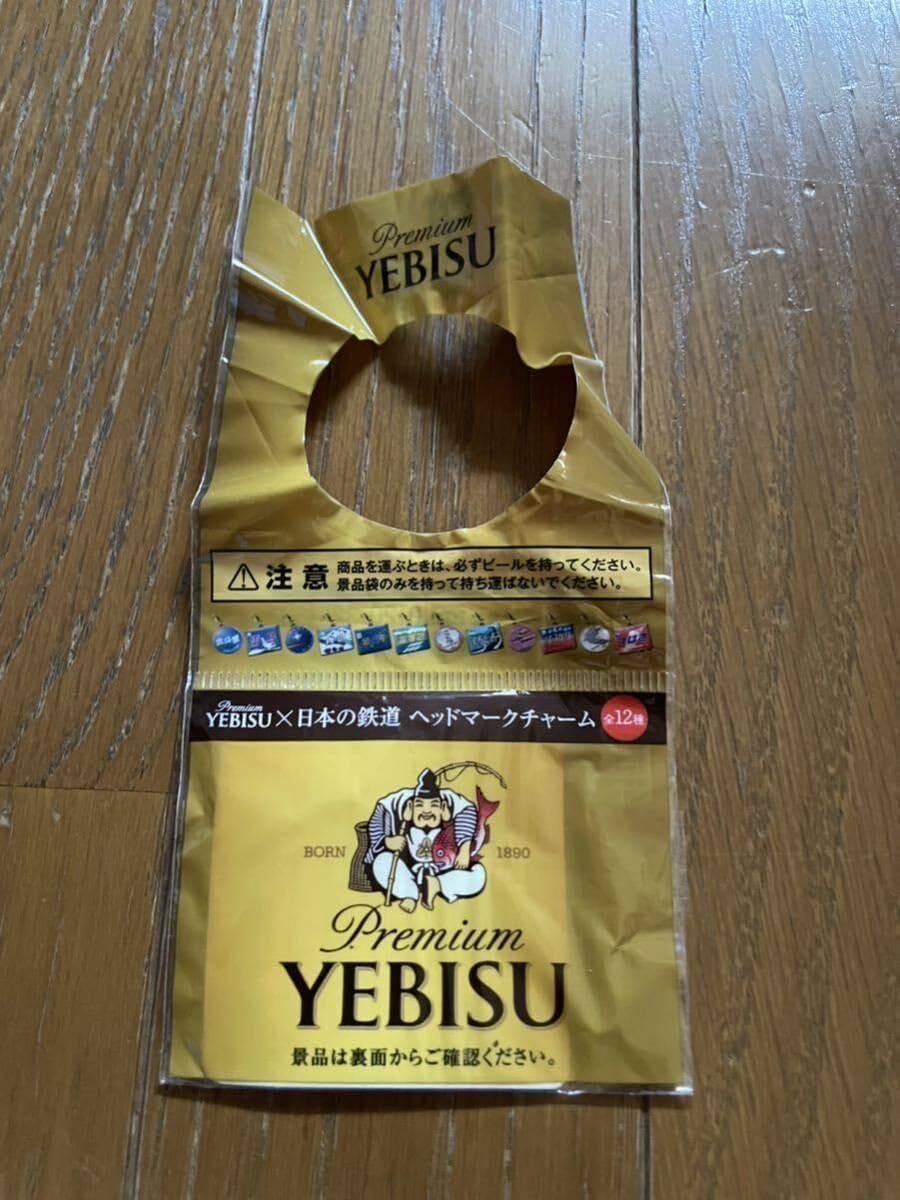 Premium
YEBISU
注意
商品を運ぶときは、必ずビールを持ってください。
景品袋のみを持って持ち運ばないでください。
Premium
YEBISU×日本の鉄道 ヘッドマークチャーム 全12種
BORN 1890
Premium
YEBISU
景品は裏面からご確認ください。